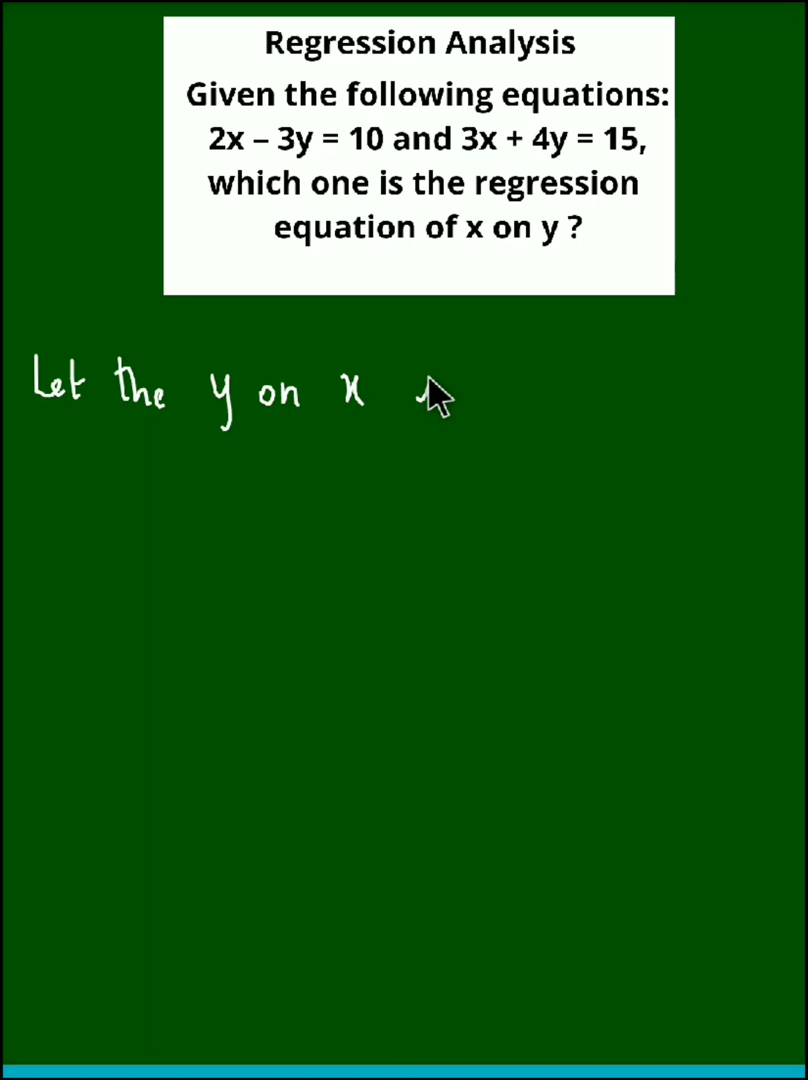 Regression Analysis
Given the following equations:
2x – 3y = 10 and 3x + 4y = 15,
which one is the regression
equation of x on y ?
Let the y on x